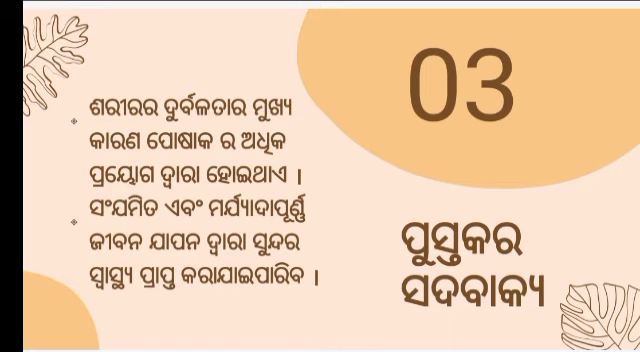 ଶରୀରର ଦୁର୍ବଳତାର ମୁଖ୍ୟ
କାରଣ ପୋଷାକ ର ଅଧିକ
ପ୍ରୟୋଗ ଦ୍ୱାରା ହୋଇଥାଏ ।
ସଂଯମିତ ଏବଂ ମର୍ଯ୍ୟାଦାପୂର୍ଣ୍ଣ
ଜୀବନ ଯାପନ ଦ୍ୱାରା ସୁନ୍ଦର
ସ୍ୱାସ୍ଥ୍ୟ ପ୍ରାପ୍ତ କରାଯାଇପାରିବ ।
03
ପୁସ୍ତକର
ସଦବାକ୍ୟ